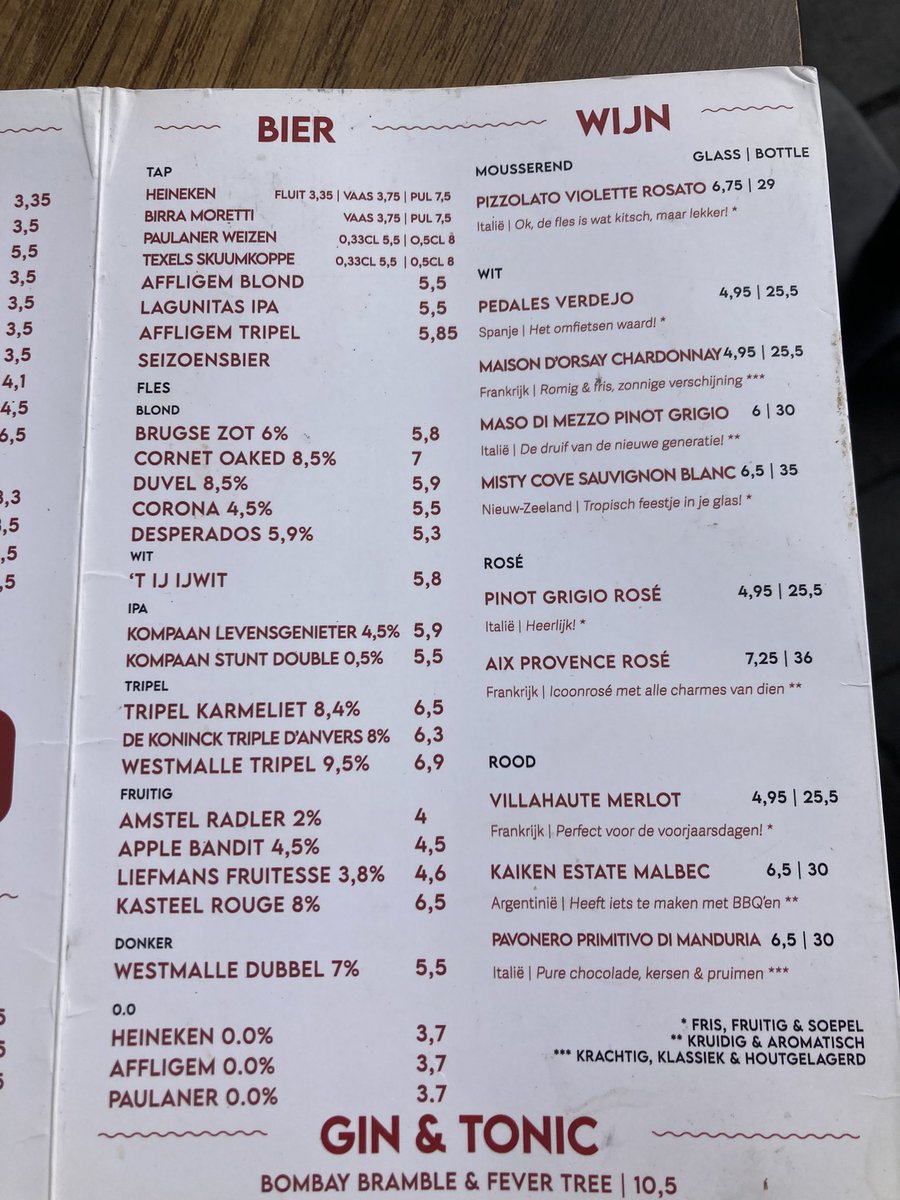 3,35
3,5
5,5
3,5
3,5
3,5
3,5
4,1
4,5
6,5
BIER
TAP
HEINEKEN FLUIT 3,35 | VAAS 3,75 | PUL 7,5
BIRRA MORETTI VAAS 3,75 | PUL 7,5
PAULANER WEIZEN 0,33CL 5,5 | 0,5CL 8
TEXELS SKUUMKOPPE 0,33CL 5,5 | 0,5CL 8
AFFLIGEM BLOND 5,5
LAGUNITAS IPA 5,5
AFFLIGEM TRIPEL 5,85
SEIZOENSBIER
FLES
BLOND
BRUGSE ZOT 6% 5,8
CORNET OAKED 8,5% 7
DUVEL 8,5% 5,9
CORONA 4,5% 5,5
DESPERADOS 5,9% 5,3
WIT
‘T IJ IJWIT 5,8
IPA
KOMPAAN LEVENSGENIETER 4,5% 5,9
KOMPAAN STUNT DOUBLE 0,5% 5,5
TRIPEL
TRIPEL KARMELIET 8,4% 6,5
DE KONINCK TRIPLE D'ANVERS 8% 6,3
WESTMALLE TRIPEL 9,5% 6,9
FRUITIG
AMSTEL RADLER 2% 4
APPLE BANDIT 4,5% 4,5
LIEFMANS FRUITESSE 3,8% 4,6
KASTEEL ROUGE 8% 6,5
DONKER
WESTMALLE DUBBEL 7% 5,5
0.0
HEINEKEN 0.0% 3,7
AFFLIGEM 0.0% 3,7
PAULANER 0.0% 3.7
WIJN
GLASS | BOTTLE
MOUSSEREND
PIZZOLATO VIOLETTE ROSATO 6,75 | 29
Italië | Ok, de fles is wat kitsch, maar lekker! *
WIT
PEDALES VERDEJO 4,95 | 25,5
Spanje | Het omfietsen waard! *
MAISON D'ORSAY CHARDONNAY 4,95 | 25,5
Frankrijk | Romig & fris, zonnige verschijning ***
MASO DI MEZZO PINOT GRIGIO 6 | 30
Italië | De druif van de nieuwe generatie! **
MISTY COVE SAUVIGNON BLANC 6,5 | 35
Nieuw-Zeeland | Tropisch feestje in je glas! *
ROSÉ
PINOT GRIGIO ROSÉ 4,95 | 25,5
Italië | Heerlijk! *
AIX PROVENCE ROSÉ 7,25 | 36
Frankrijk | Icoonrosé met alle charmes van dien **
ROOD
VILLAHAUTE MERLOT 4,95 | 25,5
Frankrijk | Perfect voor de voorjaarsdagen! *
KAIKEN ESTATE MALBEC 6,5 | 30
Argentinië | Heeft iets te maken met BBQ'en **
PAVONERO PRIMITIVO DI MANDURIA 6,5 | 30
Italië | Pure chocolade, kersen & pruimen ***
* FRIS, FRUITIG & SOEPEL
** KRUIDIG & AROMATISCH
*** KRACHTIG, KLASSIEK & HOUTGELAGERD
GIN & TONIC
BOMBAY BRAMBLE & FEVER TREE | 10,5